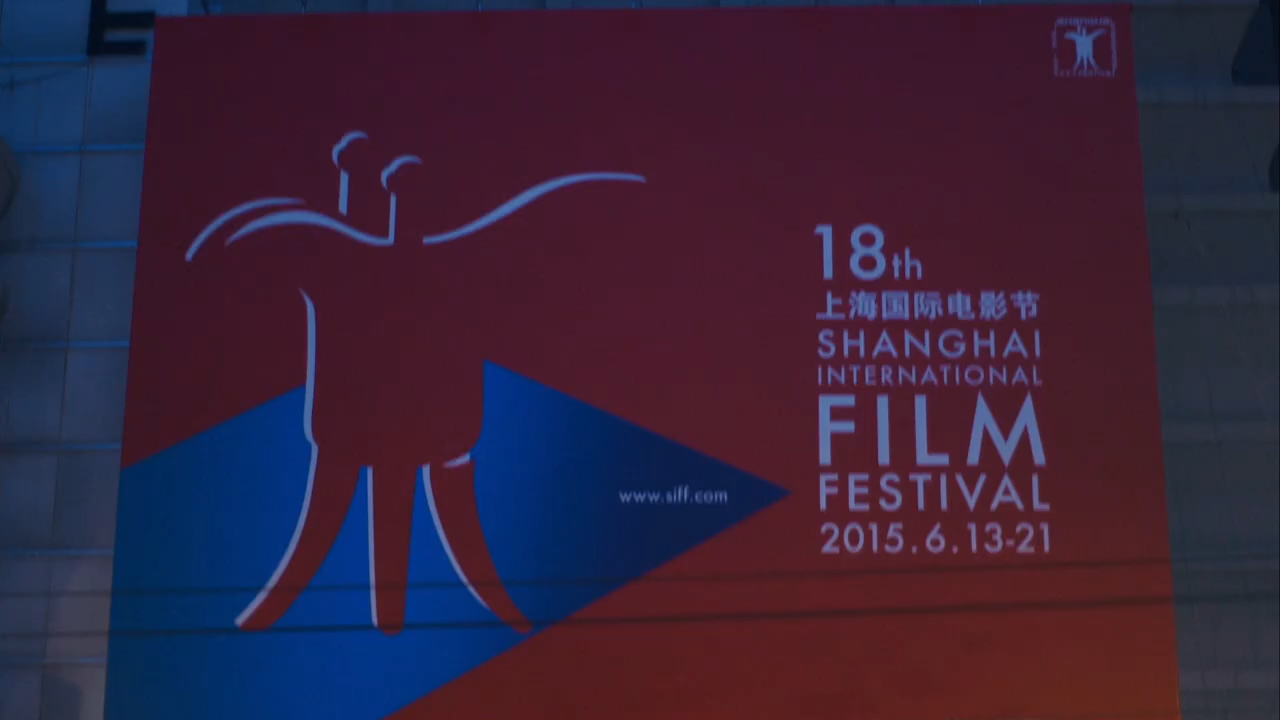 E
18th
上海国际电影节
SHANGHAI
INTERNATIONAL
FILM
FESTIVAL
www.siff.com
2015.6.13-21